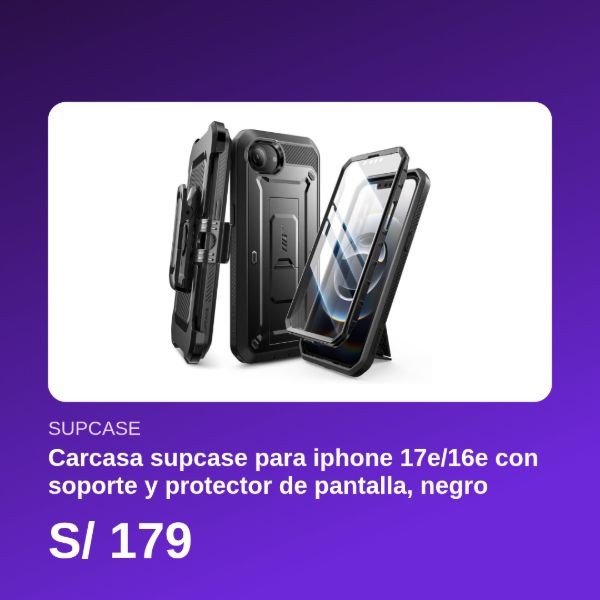 SUPCASE
Carcasa supcase para iphone 17e/16e con
soporte y protector de pantalla, negro
S/ 179